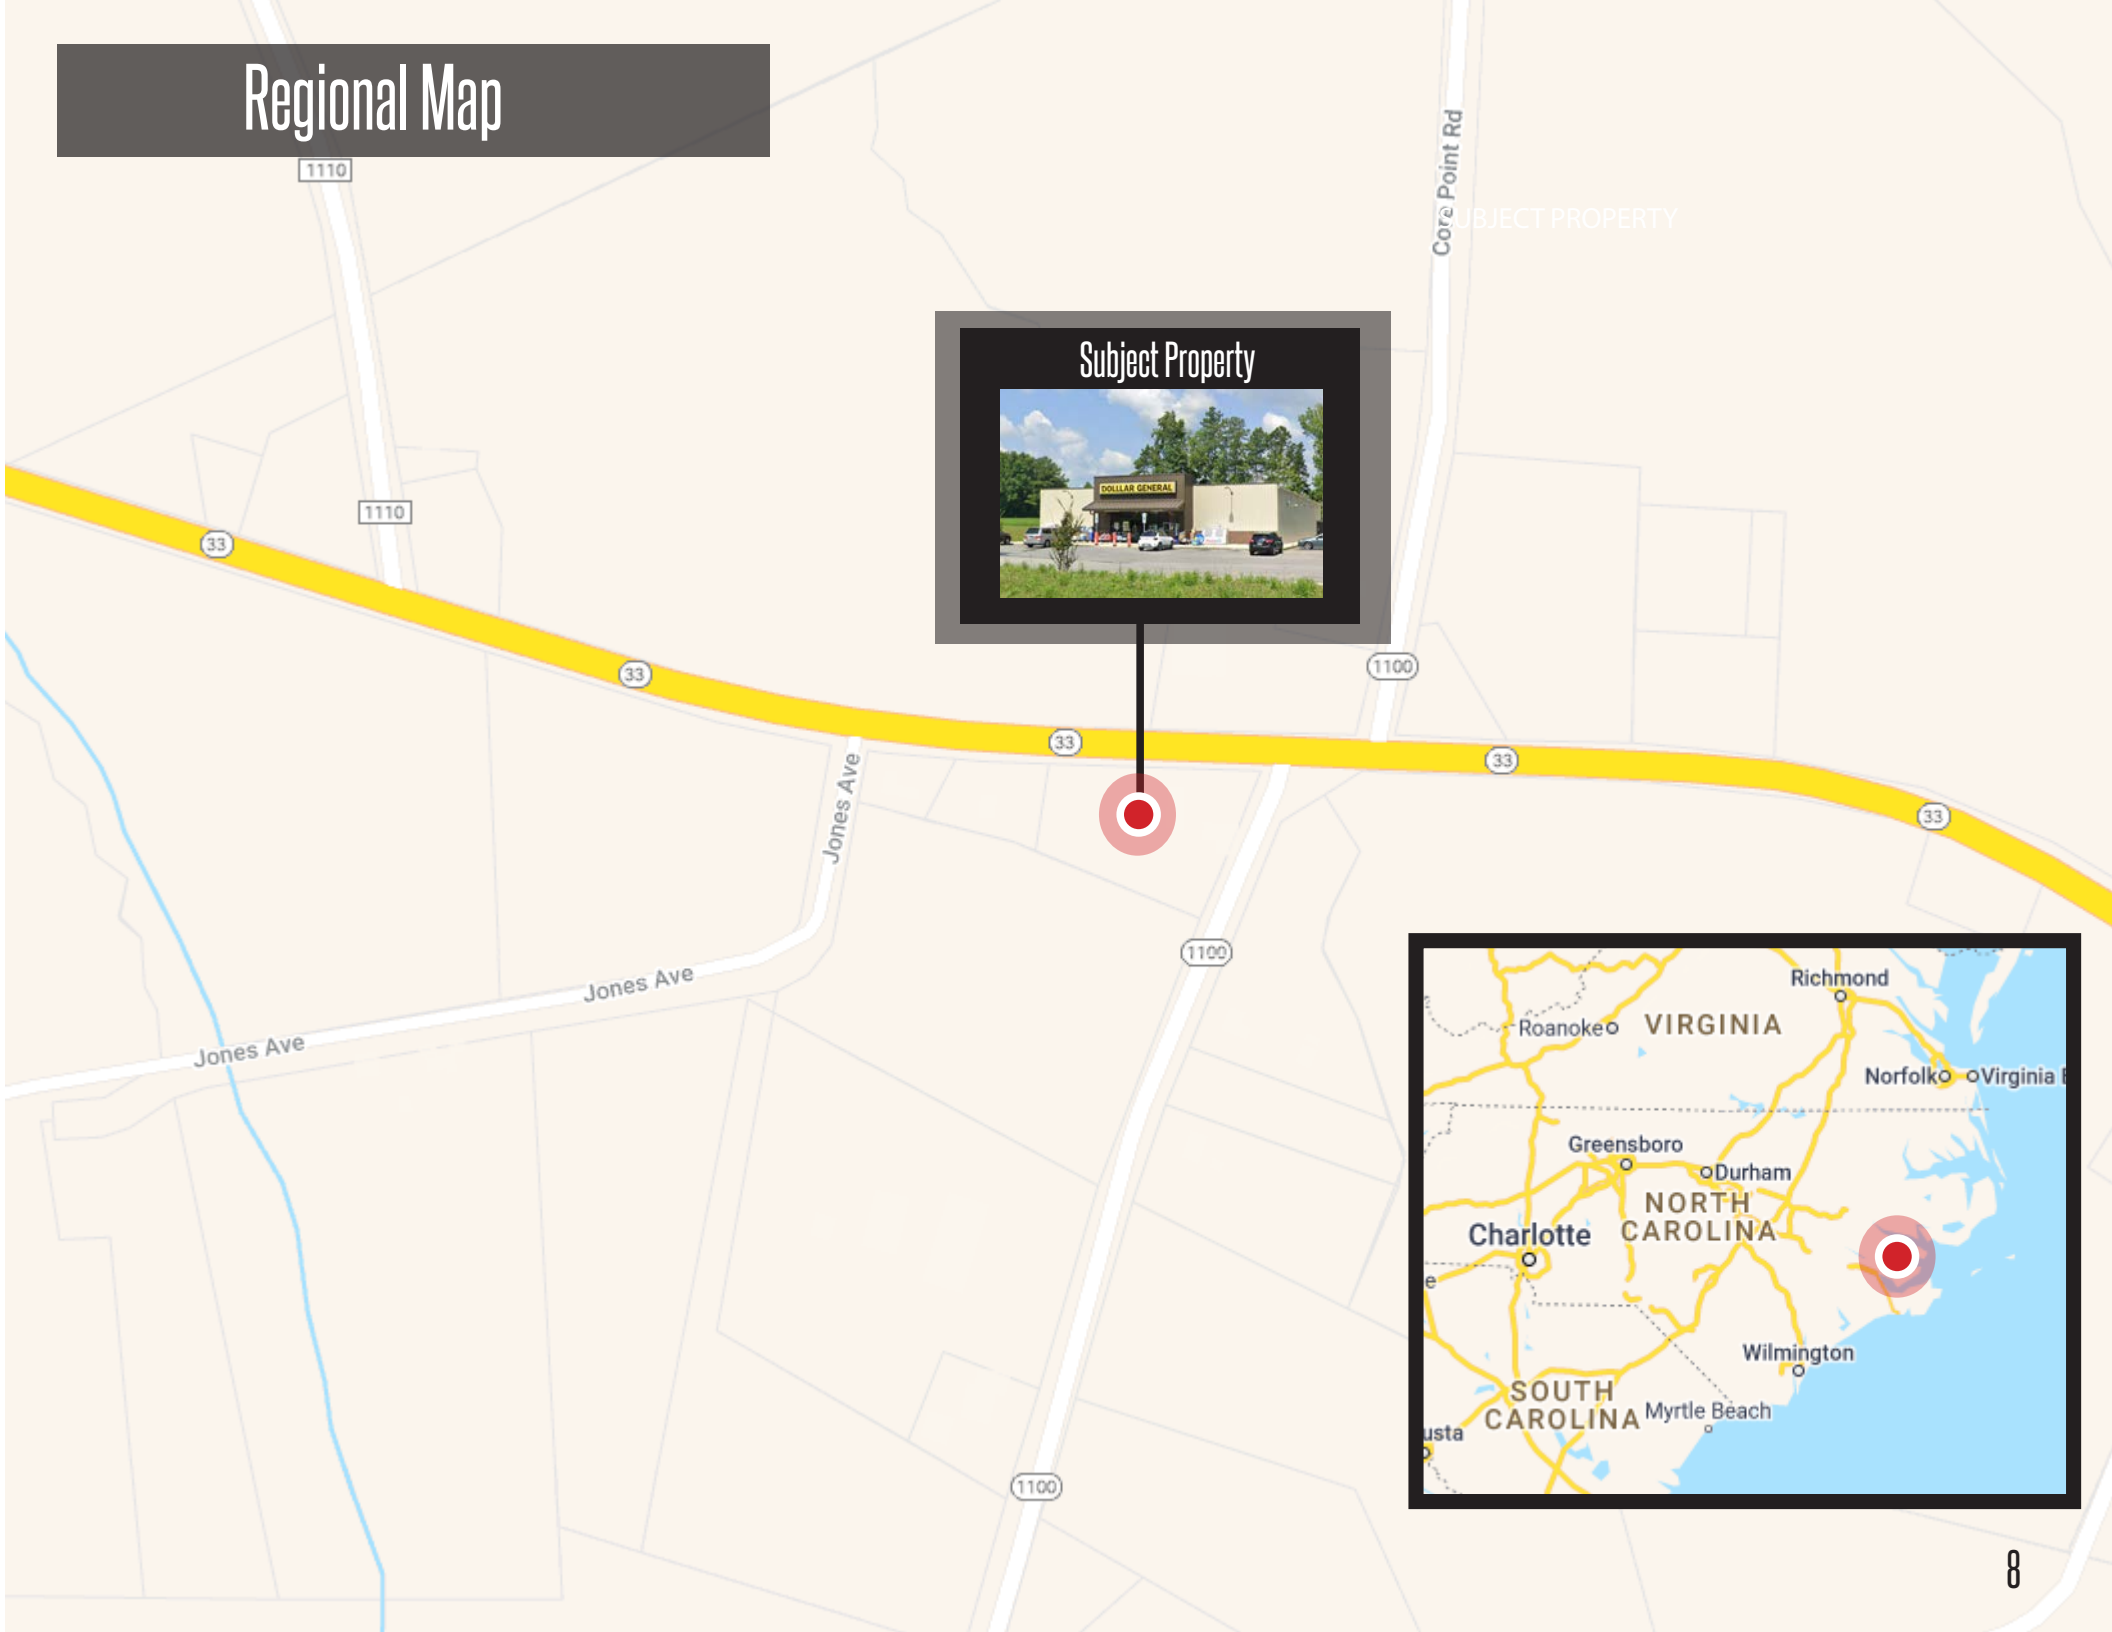 Regional Map
1110
Core Point Rd
UBJECT PROPERTY
Subject Property
DOLLLAR GENERAL
1110
33
33
1100
33
33
33
Jones Ave
1100
Jones Ave
Jones Ave
1100
Richmond
Roanoke
VIRGINIA
Norfolk
Virginia
Greensboro
Durham
NORTH
CAROLINA
Charlotte
e
Wilmington
SOUTH
CAROLINA
Myrtle Beach
usta
8